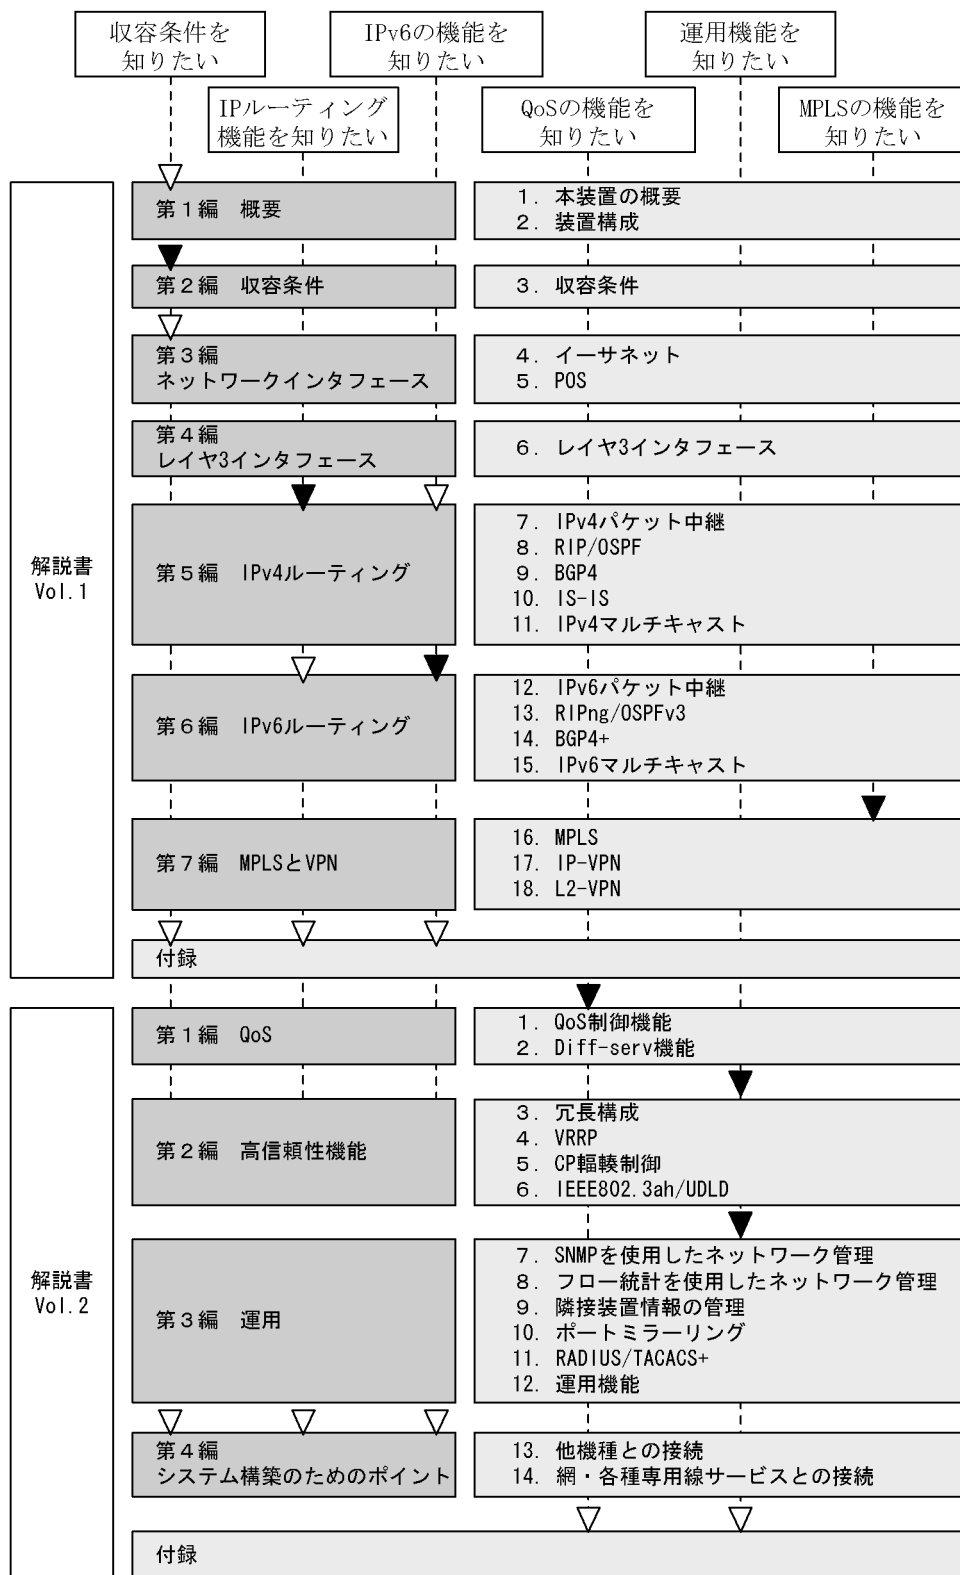 収容条件を
知りたい
IPv6の機能を
知りたい
運用機能を
知りたい
IPルーティング
機能を知りたい
QoSの機能を
知りたい
MPLSの機能を
知りたい
解説書
Vol.1
第1編 概要
1. 本装置の概要
2. 装置構成
第2編 収容条件
3. 収容条件
第3編
ネットワークインタフェース
4. イーサネット
5. POS
第4編
レイヤ3インタフェース
6. レイヤ3インタフェース
第5編 IPv4ルーティング
7. IPv4パケット中継
8. RIP/OSPF
9. BGP4
10. IS-IS
11. IPv4マルチキャスト
第6編 IPv6ルーティング
12. IPv6パケット中継
13. RIPng/OSPFv3
14. BGP4+
15. IPv6マルチキャスト
第7編 MPLSとVPN
16. MPLS
17. IP-VPN
18. L2-VPN
付録
解説書
Vol.2
第1編 QoS
1. QoS制御機能
2. Diff-serv機能
第2編 高信頼性機能
3. 冗長構成
4. VRRP
5. CP輻輳制御
6. IEEE802.3ah/UDLD
第3編 運用
7. SNMPを使用したネットワーク管理
8. フロー統計を使用したネットワーク管理
9. 隣接装置情報の管理
10. ポートミラーリング
11. RADIUS/TACACS+
12. 運用機能
第4編
システム構築のためのポイント
13. 他機種との接続
14. 網・各種専用線サービスとの接続
付録